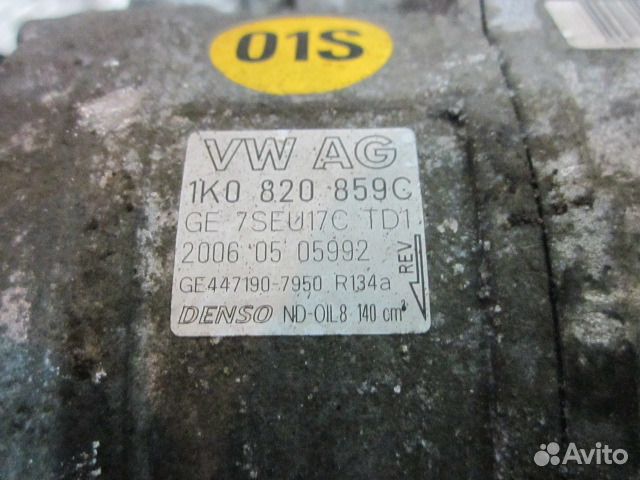 01S
VW AG
1K0 820 859C
GE 7SEU17C TD1
2006 05 05992
GE447190-7950 R134a
REV
DENSO ND-OIL8 140 cm³
Avito